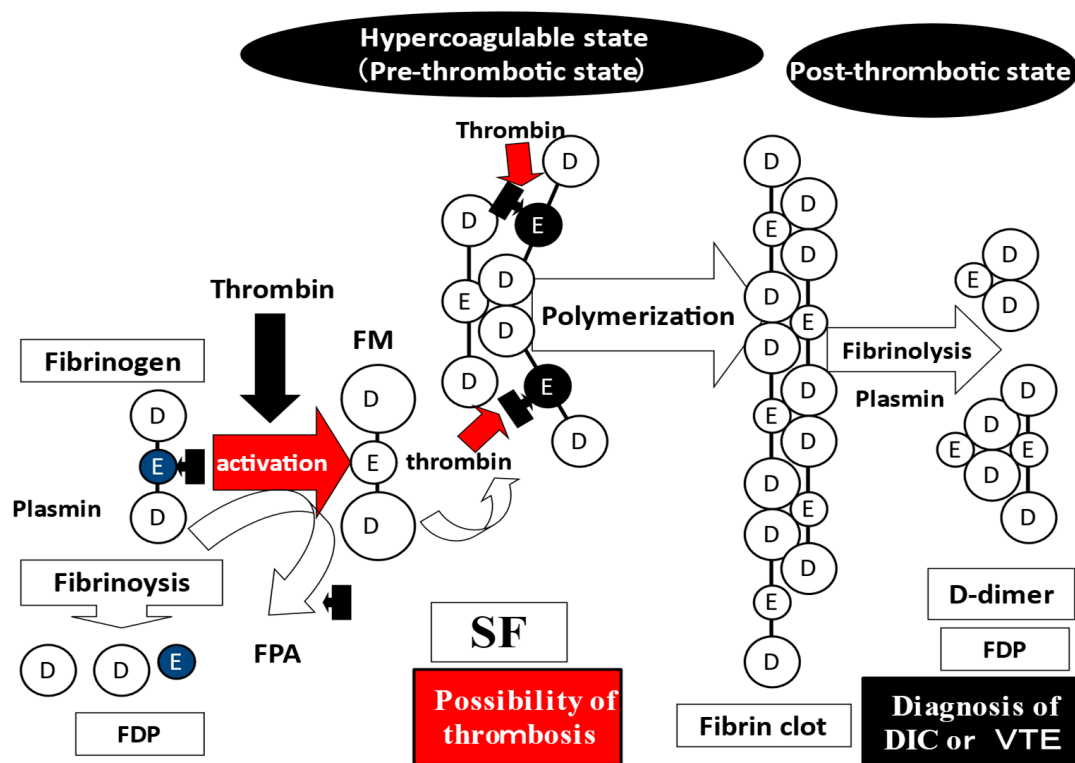 Hypercoagulable state
(Pre-thrombotic state)
Post-thrombotic state
Thrombin
D
D
E
D
E
D
D
E
D
thrombin
Polymerization
Thrombin
Fibrinogen
D
E
D
activation
Plasmin
FM
D
E
D
Fibrinoysis
D
D
E
FDP
FPA
SF
Possibility of
thrombosis
D
D
E
D
D
E
D
D
E
D
D
E
D
D
E
D
Fibrin clot
Fibrinolysis
Plasmin
D
E
D
D
D
E
E
D
D
D-dimer
FDP
Diagnosis of
DIC or VTE